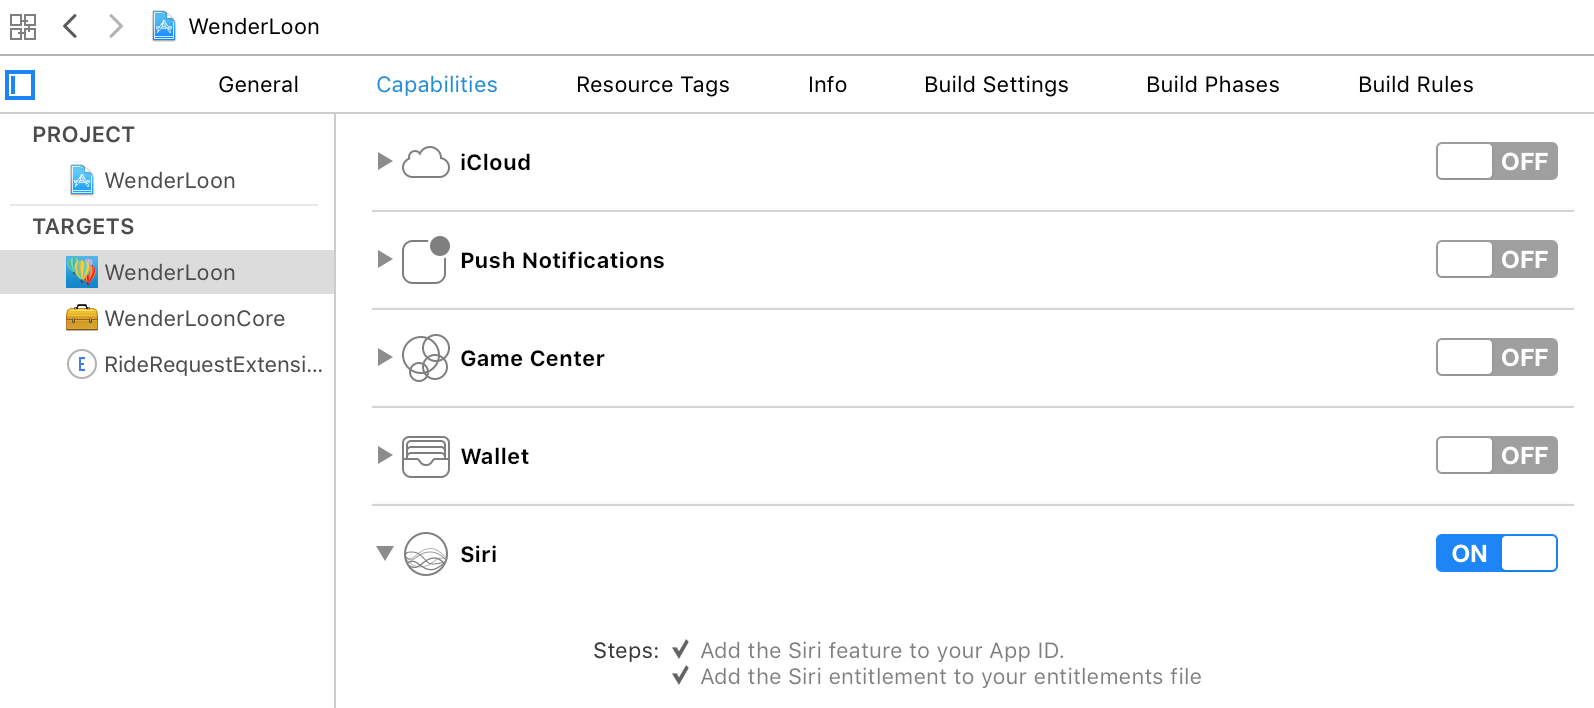 WenderLoon
General Capabilities Resource Tags Info Build Settings Build Phases Build Rules
PROJECT
WenderLoon
TARGETS
WenderLoon
WenderLoonCore
E RideRequestExtensi...
iCloud OFF
Push Notifications OFF
Game Center OFF
Wallet OFF
Siri ON
Steps: ✓ Add the Siri feature to your App ID.
✓ Add the Siri entitlement to your entitlements file